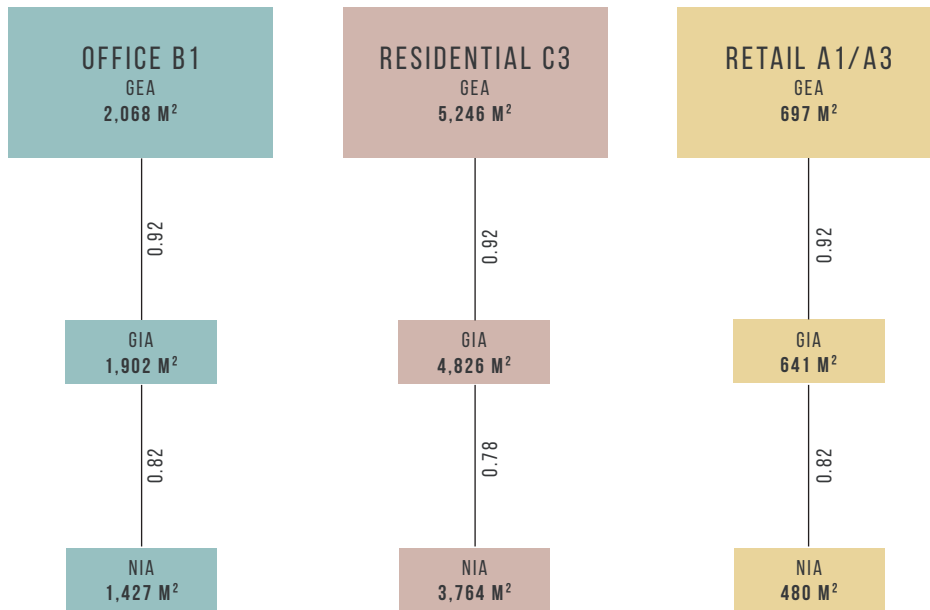 OFFICE B1
GEA
2,068 M²
0.92
GIA
1,902 M²
0.82
NIA
1,427 M²
RESIDENTIAL C3
GEA
5,246 M²
0.92
GIA
4,826 M²
0.78
NIA
3,764 M²
RETAIL A1/A3
GEA
697 M²
0.92
GIA
641 M²
0.82
NIA
480 M²